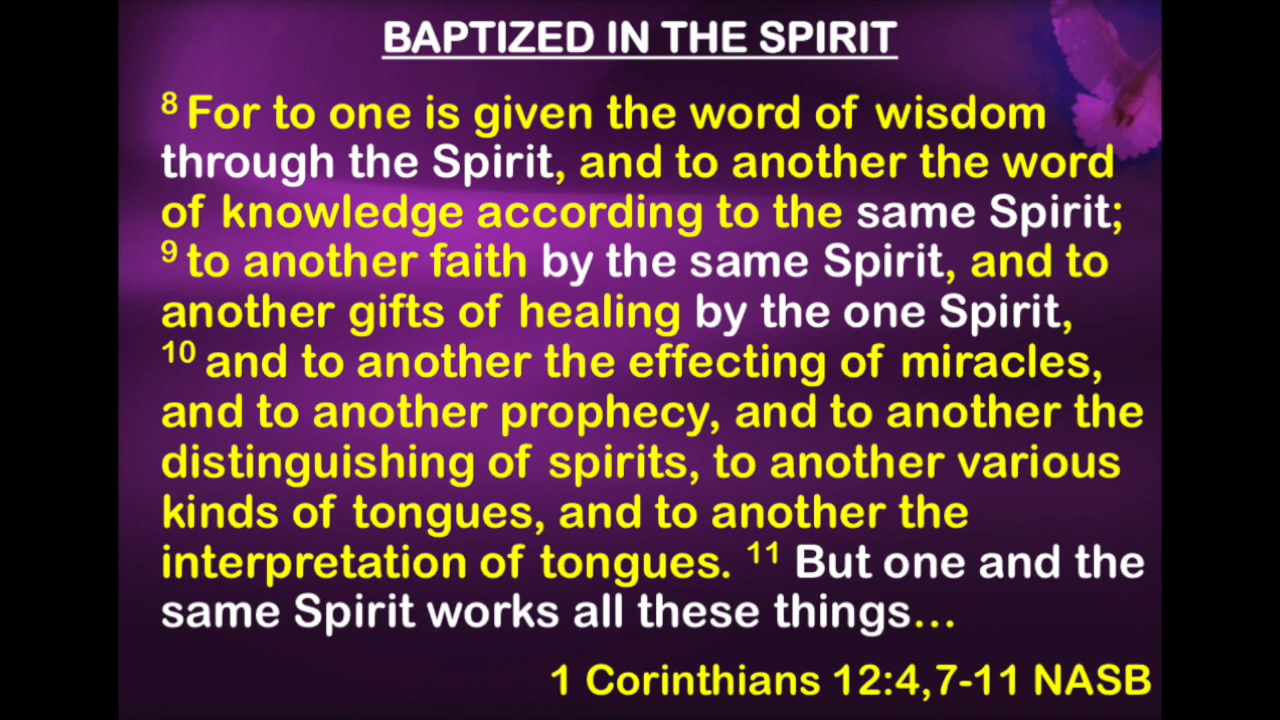 BAPTIZED IN THE SPIRIT
⁸ For to one is given the word of wisdom
through the Spirit, and to another the word
of knowledge according to the same Spirit;
⁹ to another faith by the same Spirit, and to
another gifts of healing by the one Spirit,
¹⁰ and to another the effecting of miracles,
and to another prophecy, and to another the
distinguishing of spirits, to another various
kinds of tongues, and to another the
interpretation of tongues. ¹¹ But one and the
same Spirit works all these things…
1 Corinthians 12:4,7-11 NASB